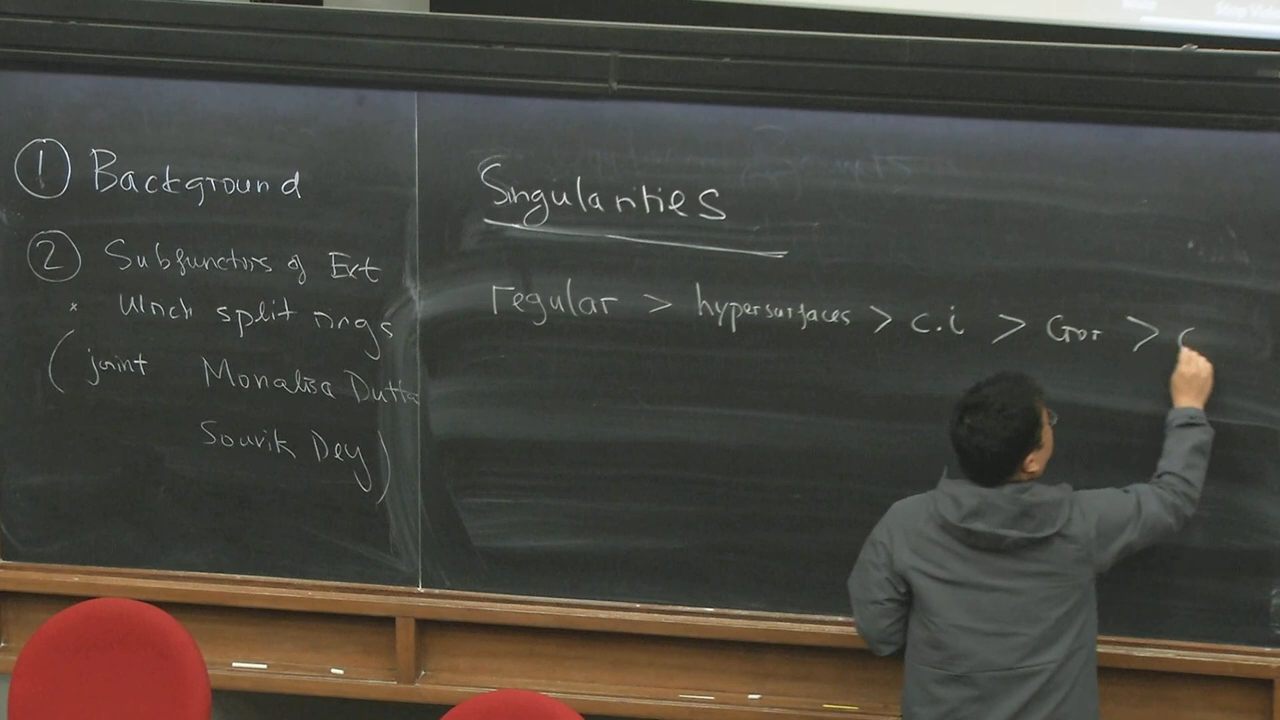 ① Background
② Subfunctors of Ext
* Ulrich split rings
(joint Monalisa Dutta
Souvik Dey)
Singularities
regular > hypersurfaces > c.i > Gor > c